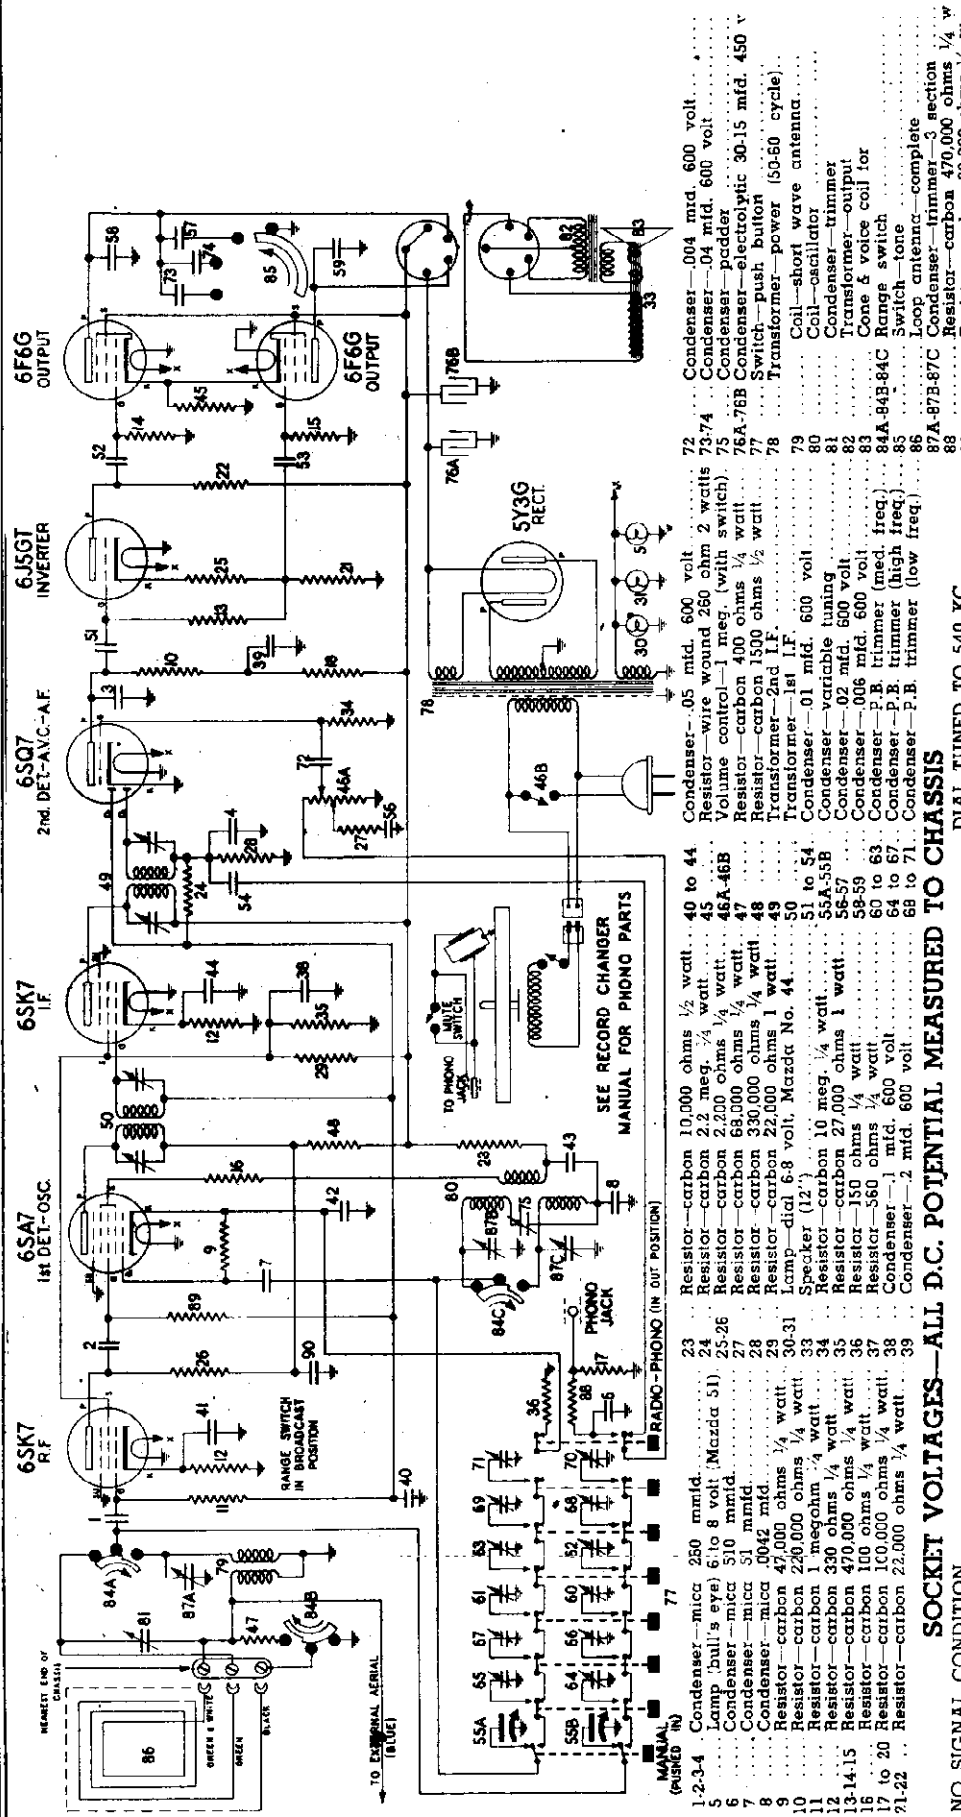 6SK7
R.F
6SA7
1st DET.-OSC.
6SK7
I.F.
6SQ7
2nd. DET-A.V.C.-A.F.
6J5GT
INVERTER
6F6G
OUTPUT
6F6G
OUTPUT
5Y3G
RECT.
NEAREST END OF
CHASSIS
GREEN & WHITE
GREEN
BLACK
TO EXTERNAL AERIAL
(BLUE)
RANGE SWITCH
IN BROADCAST
POSITION
MANUAL
(PUSHED IN)
RADIO-PHONO (IN OUT POSITION)
PHONO
JACK
TO PHONO
JACK
MUTE
SWITCH
SEE RECORD CHANGER
MANUAL FOR PHONO PARTS
1-2-3-4 .. Condenser—mica 260 mmfd.
5 .... Lamp (bull's eye) 6 to 8 volt (Mazda 51)
6 .... Condenser—mica 510 mmfd.
7 .... Condenser—mica 51 mmfd.
8 .... Condenser—mica .0042 mfd.
9 .... Resistor—carbon 47,000 ohms ¼ watt
10 .... Resistor—carbon 220,000 ohms ¼ watt
11 .... Resistor—carbon 1 megohm ¼ watt
12 .... Resistor—carbon 330 ohms ¼ watt
13-14-15 Resistor—carbon 470,000 ohms ¼ watt
16 .... Resistor—carbon 100 ohms ¼ watt
17 to 20 Resistor—carbon 100,000 ohms ¼ watt
21-22 .. Resistor—carbon 22,000 ohms ¼ watt
23 .. Resistor—carbon 10,000 ohms ½ watt
24 .. Resistor—carbon 2.2 meg. ¼ watt
25-26 Resistor—carbon 2,200 ohms ¼ watt
27 .. Resistor—carbon 68,000 ohms ¼ watt
28 .. Resistor—carbon 330,000 ohms ¼ watt
29 .. Resistor—carbon 22,000 ohms 1 watt
30-31 Lamp—dial 6-8 volt, Mazda No. 44
33 .. Speaker (12")
34 .. Resistor—carbon 10 meg. ¼ watt
35 .. Resistor—carbon 27,000 ohms 1 watt
36 .. Resistor—150 ohms ¼ watt
37 .. Resistor—560 ohms ¼ watt
38 .. Condenser—.1 mfd. 600 volt
39 .. Condenser—.2 mfd. 600 volt
40 to 44 Condenser—.05 mfd. 600 volt
45 .... Resistor—wire wound 260 ohm 2 watts
46A-46B Volume control—1 meg. (with switch)
47 .... Resistor—carbon 400 ohms ¼ watt
48 .... Resistor—carbon 1500 ohms ½ watt
49 .... Transformer—2nd I.F.
50 .... Transformer—1st I.F.
51 to 54 Condenser—.01 mfd. 600 volt
55A-55B Condenser—variable tuning
56-57 .. Condenser—.02 mfd. 600 volt
58-59 .. Condenser—.006 mfd. 600 volt
60 to 63 Condenser—P.B. trimmer (med. freq.)
64 to 67 Condenser—P.B. trimmer (high freq.)
68 to 71 Condenser—P.B. trimmer (low freq.)
72 .... Condenser—.004 mfd. 600 volt
73-74 .. Condenser—.04 mfd. 600 volt
75 .... Condenser—padder
76A-76B Condenser—electrolytic 30-15 mfd. 450 v
77 .... Switch—push button
78 .... Transformer—power (50-60 cycle)
79 .... Coil—short wave antenna
80 .... Coil—oscillator
81 .... Condenser—trimmer
82 .... Transformer—output
83 .... Cone & voice coil for
84A-84B-84C Range switch
85 .... Switch—tone
86 .... Loop antenna—complete
87A-87B-87C Condenser—trimmer—3 section
88 .... Resistor—carbon 470,000 ohms ¼ w
SOCKET VOLTAGES—ALL D.C. POTENTIAL MEASURED TO CHASSIS
NO SIGNAL CONDITION
DIAL TUNED TO 540 KC